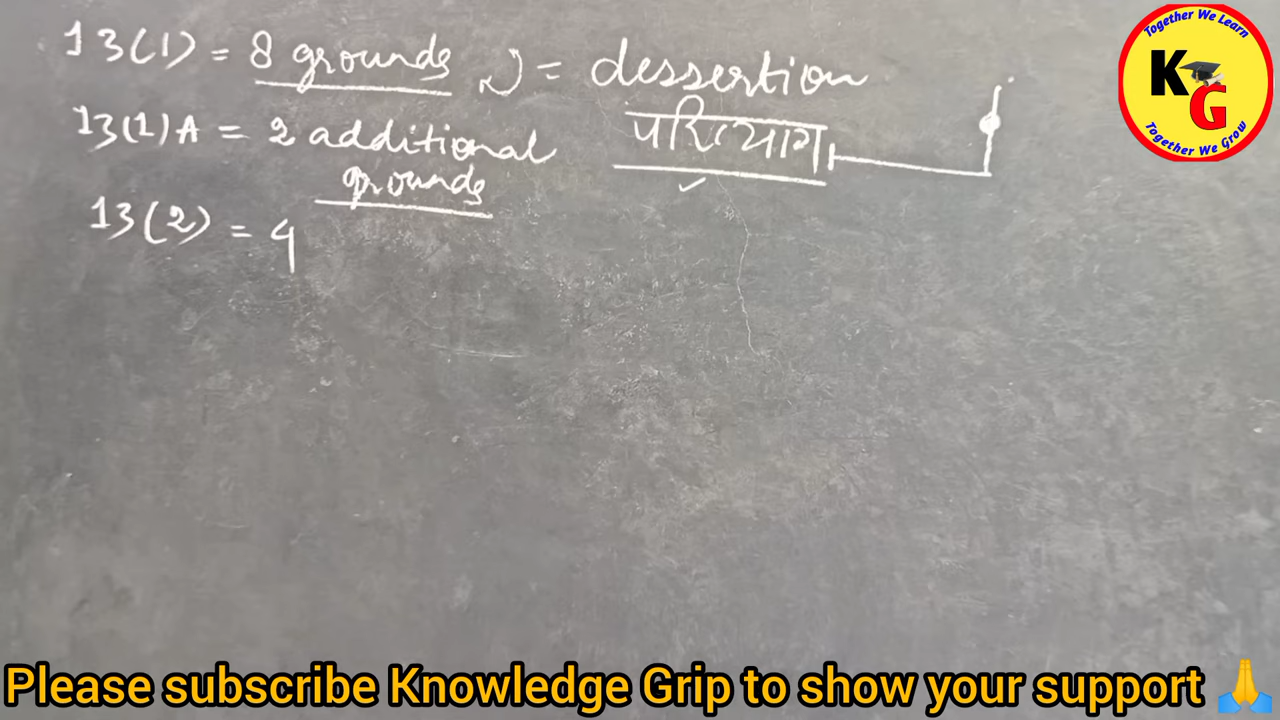 13(1) = 8 grounds
13(1)A = 2 additional
grounds
13(2) = 4
= dessertion
परित्याग
Together We Learn
KG
Together We Grow
Please subscribe Knowledge Grip to show your support 🙏